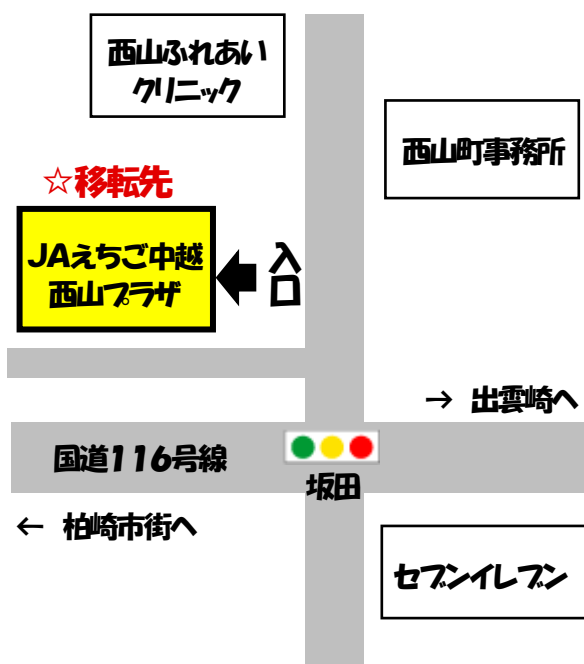 西山ふれあい
クリニック
西山町事務所
☆移転先
JAえちご中越
西山プラザ
入口
→ 出雲崎へ
国道116号線
坂田
← 柏崎市街へ
セブンイレブン